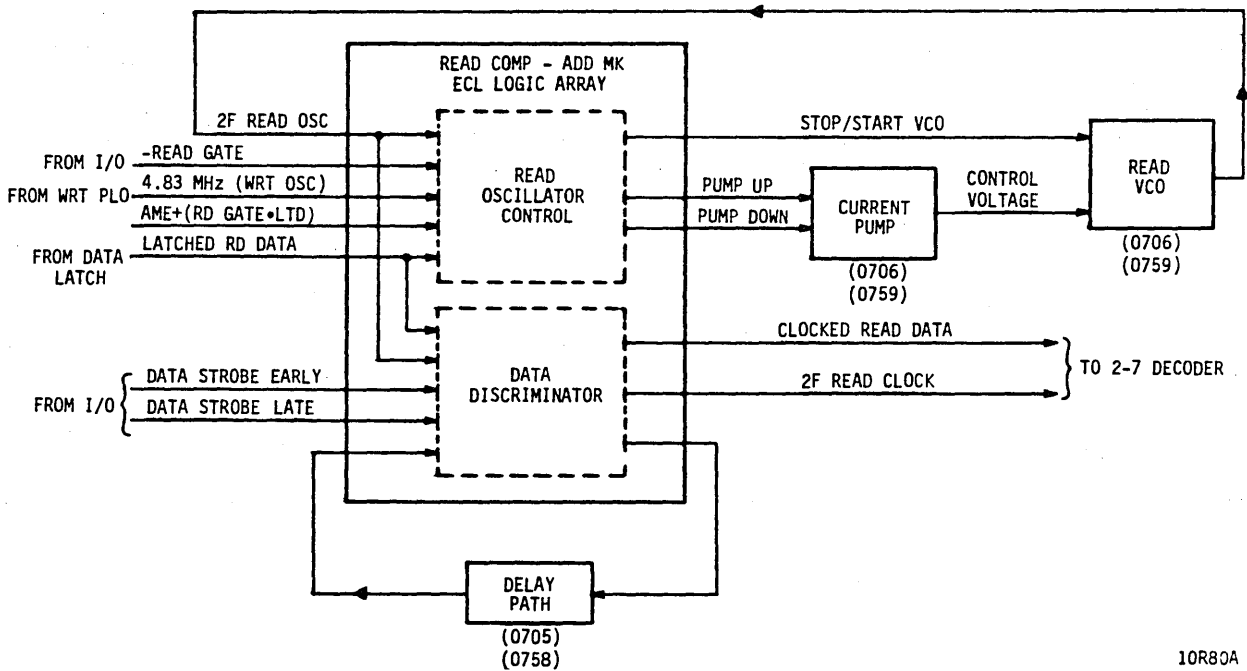 READ COMP - ADD MK
ECL LOGIC ARRAY
2F READ OSC
FROM I/O
-READ GATE
FROM WRT PLO
4.83 MHz (WRT OSC)
AME+(RD GATE•LTD)
LATCHED RD DATA
FROM DATA
LATCH
READ
OSCILLATOR
CONTROL
STOP/START VCO
PUMP UP
PUMP DOWN
CURRENT
PUMP
(0706)
(0759)
CONTROL
VOLTAGE
READ
VCO
(0706)
(0759)
FROM I/O
DATA STROBE EARLY
DATA STROBE LATE
DATA
DISCRIMINATOR
CLOCKED READ DATA
2F READ CLOCK
TO 2-7 DECODER
DELAY
PATH
(0705)
(0758)
10R80A